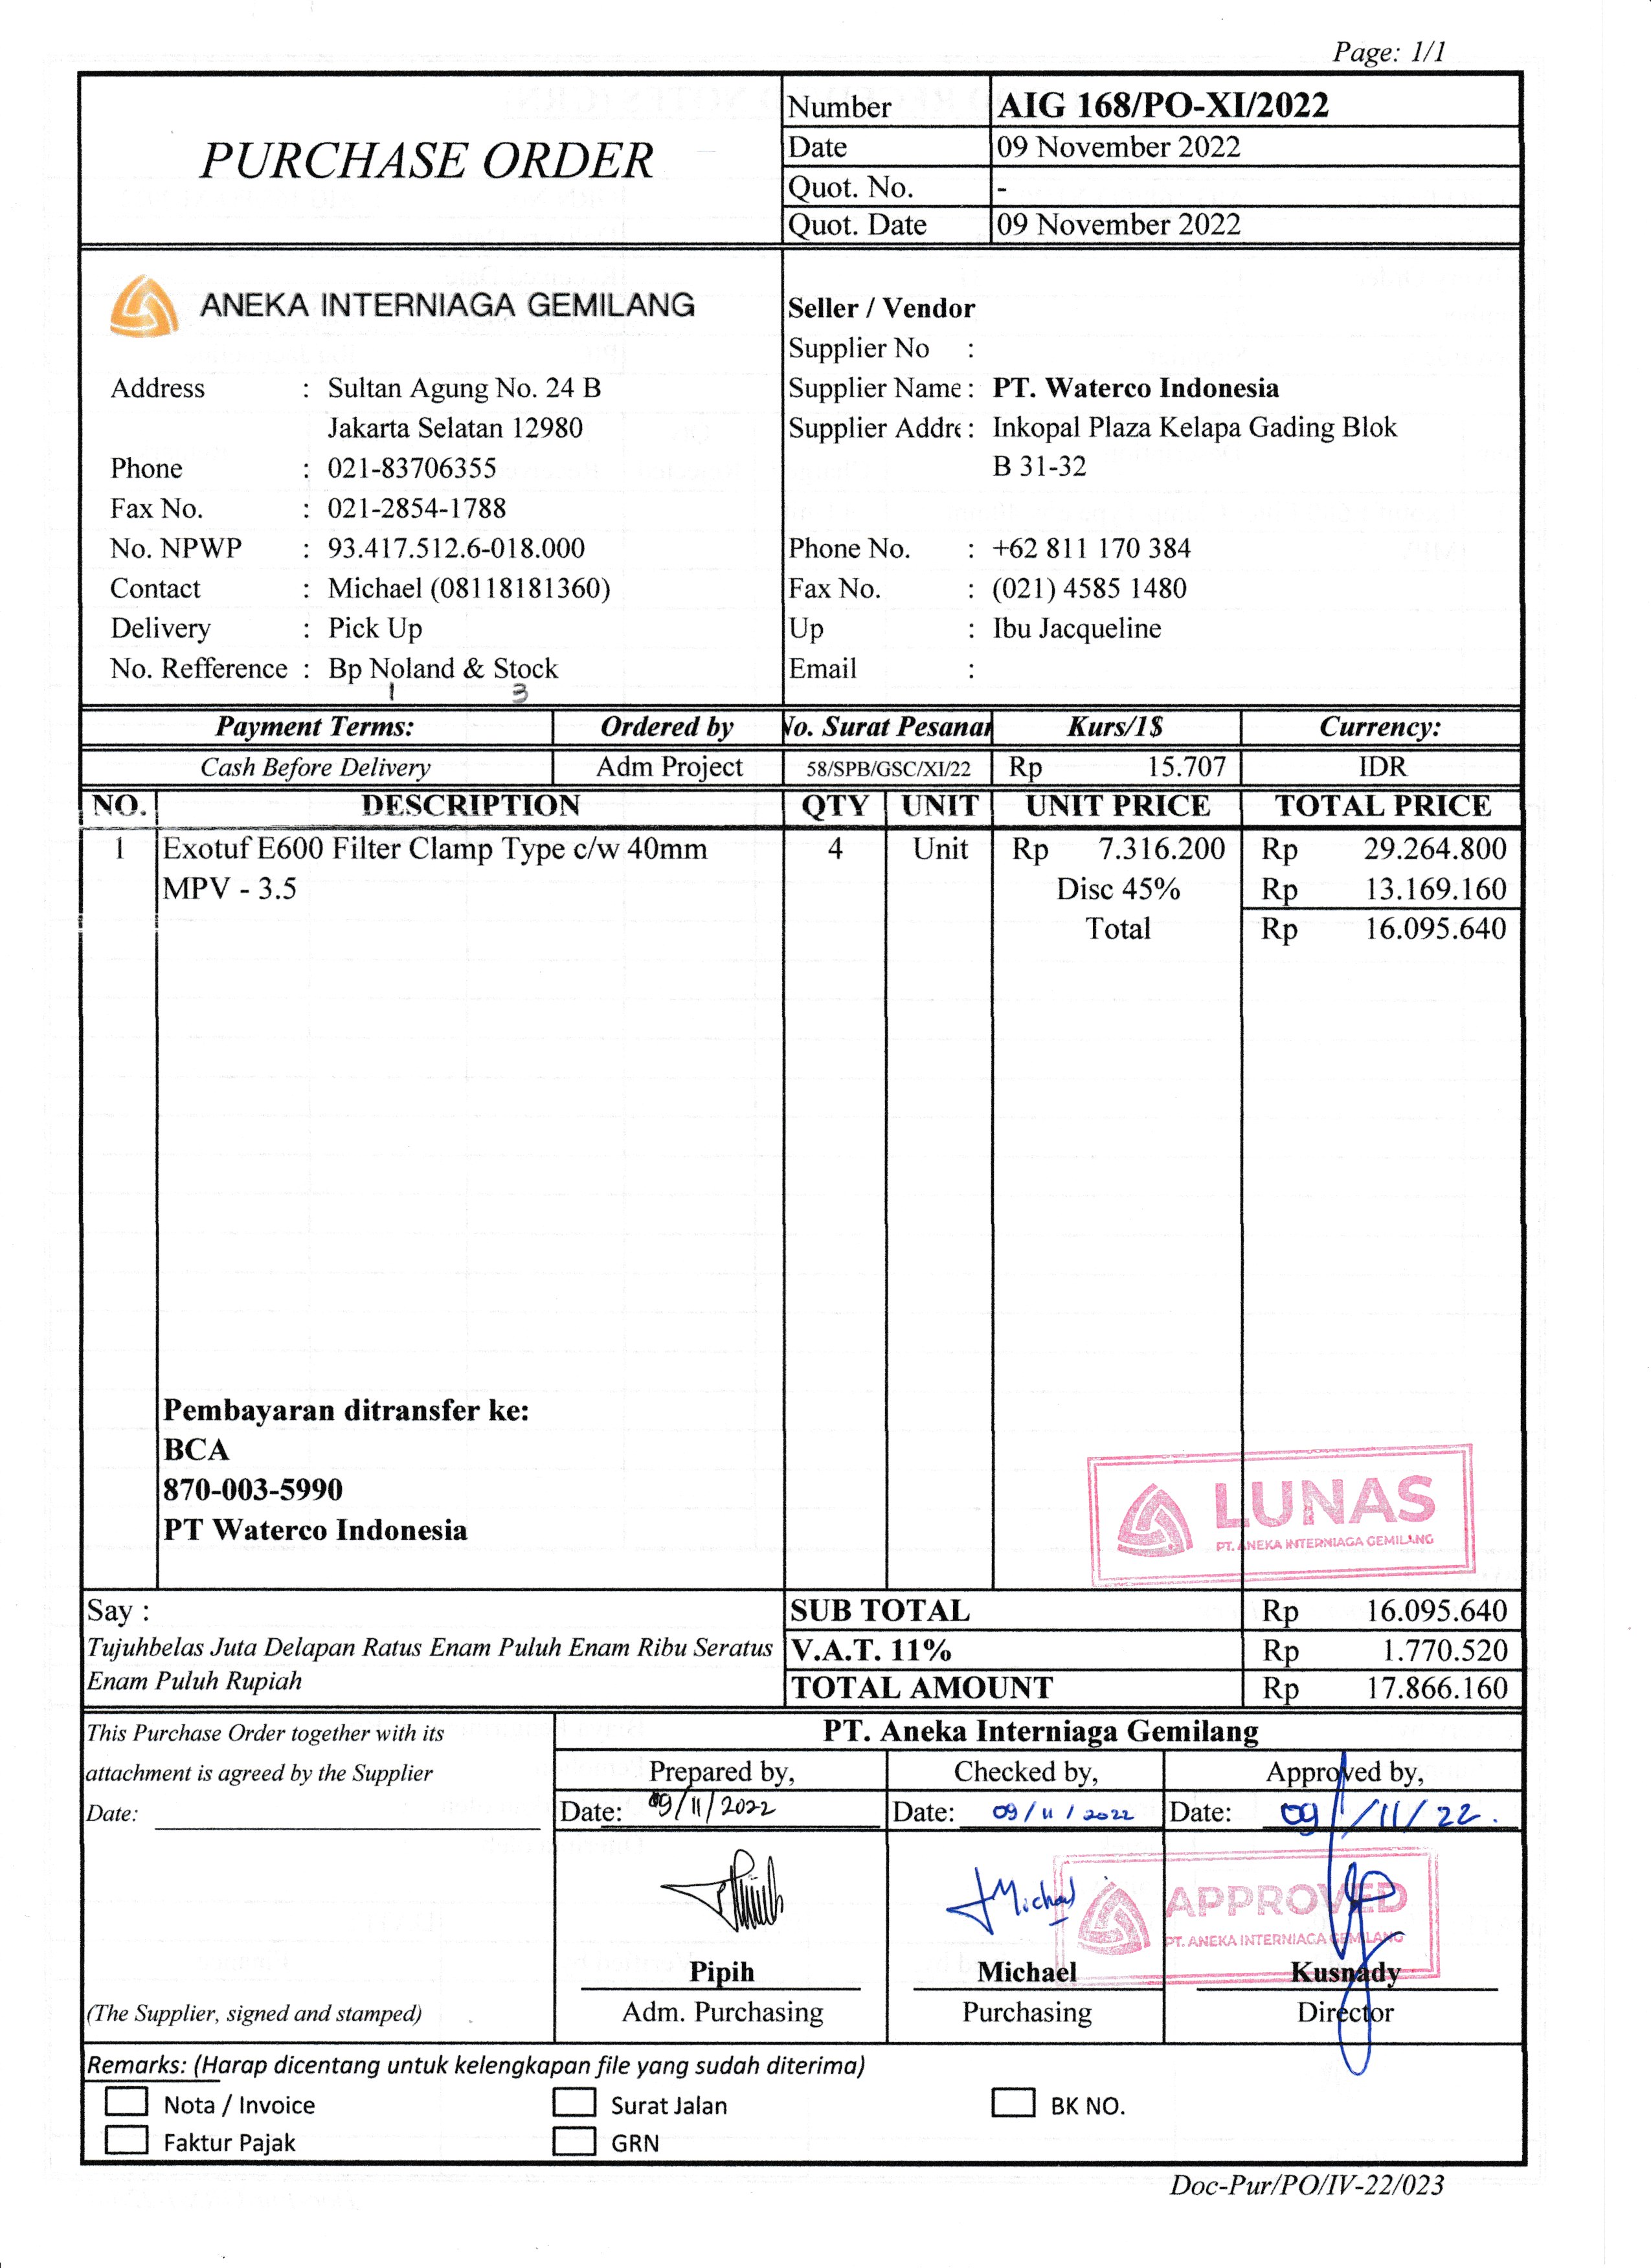 Page: 1/1
PURCHASE ORDER
Number AIG 168/PO-XI/2022
Date 09 November 2022
Quot. No. -
Quot. Date 09 November 2022
ANEKA INTERNIAGA GEMILANG
Address : Sultan Agung No. 24 B
Jakarta Selatan 12980
Phone : 021-83706355
Fax No. : 021-2854-1788
No. NPWP : 93.417.512.6-018.000
Contact : Michael (08118181360)
Delivery : Pick Up
No. Refference : Bp Noland & Stock
1 3
Seller / Vendor
Supplier No :
Supplier Name : PT. Waterco Indonesia
Supplier Addre : Inkopal Plaza Kelapa Gading Blok
B 31-32
Phone No. : +62 811 170 384
Fax No. : (021) 4585 1480
Up : Ibu Jacqueline
Email :
Payment Terms: Ordered by No. Surat Pesanan Kurs/1$ Currency:
Cash Before Delivery Adm Project 58/SPB/GSC/XI/22 Rp 15.707 IDR
NO. DESCRIPTION QTY UNIT UNIT PRICE TOTAL PRICE
1 Exotuf E600 Filter Clamp Type c/w 40mm 4 Unit Rp 7.316.200 Rp 29.264.800
MPV - 3.5 Disc 45% Rp 13.169.160
Total Rp 16.095.640
Pembayaran ditransfer ke:
BCA
870-003-5990
PT Waterco Indonesia
LUNAS
PT. ANEKA INTERNIAGA GEMILANG
Say :
Tujuhbelas Juta Delapan Ratus Enam Puluh Enam Ribu Seratus
Enam Puluh Rupiah
SUB TOTAL Rp 16.095.640
V.A.T. 11% Rp 1.770.520
TOTAL AMOUNT Rp 17.866.160
This Purchase Order together with its
attachment is agreed by the Supplier
Date:
(The Supplier, signed and stamped)
PT. Aneka Interniaga Gemilang
Prepared by, Checked by, Approved by,
Date: 09/11/2022 Date: 09/11/2022 Date: 09/11/22.
Michael
APPROVED
PT. ANEKA INTERNIAGA GEMILANG
Pipih Michael Kusnady
Adm. Purchasing Purchasing Director
Remarks: (Harap dicentang untuk kelengkapan file yang sudah diterima)
Nota / Invoice Surat Jalan BK NO.
Faktur Pajak GRN
Doc-Pur/PO/IV-22/023